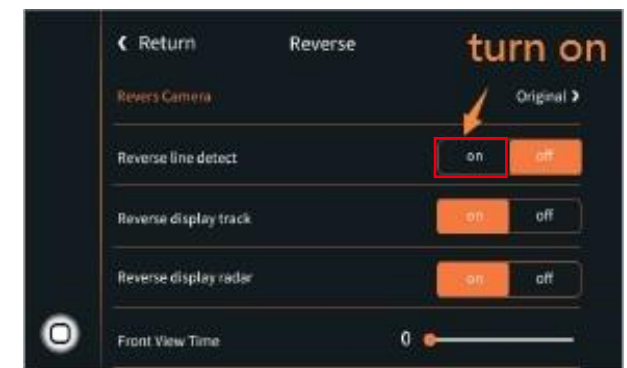 Return Reverse turn on
Revers Camera Original
Reverse line detect on off
Reverse display track on off
Reverse display radar on off
Front View Time 0